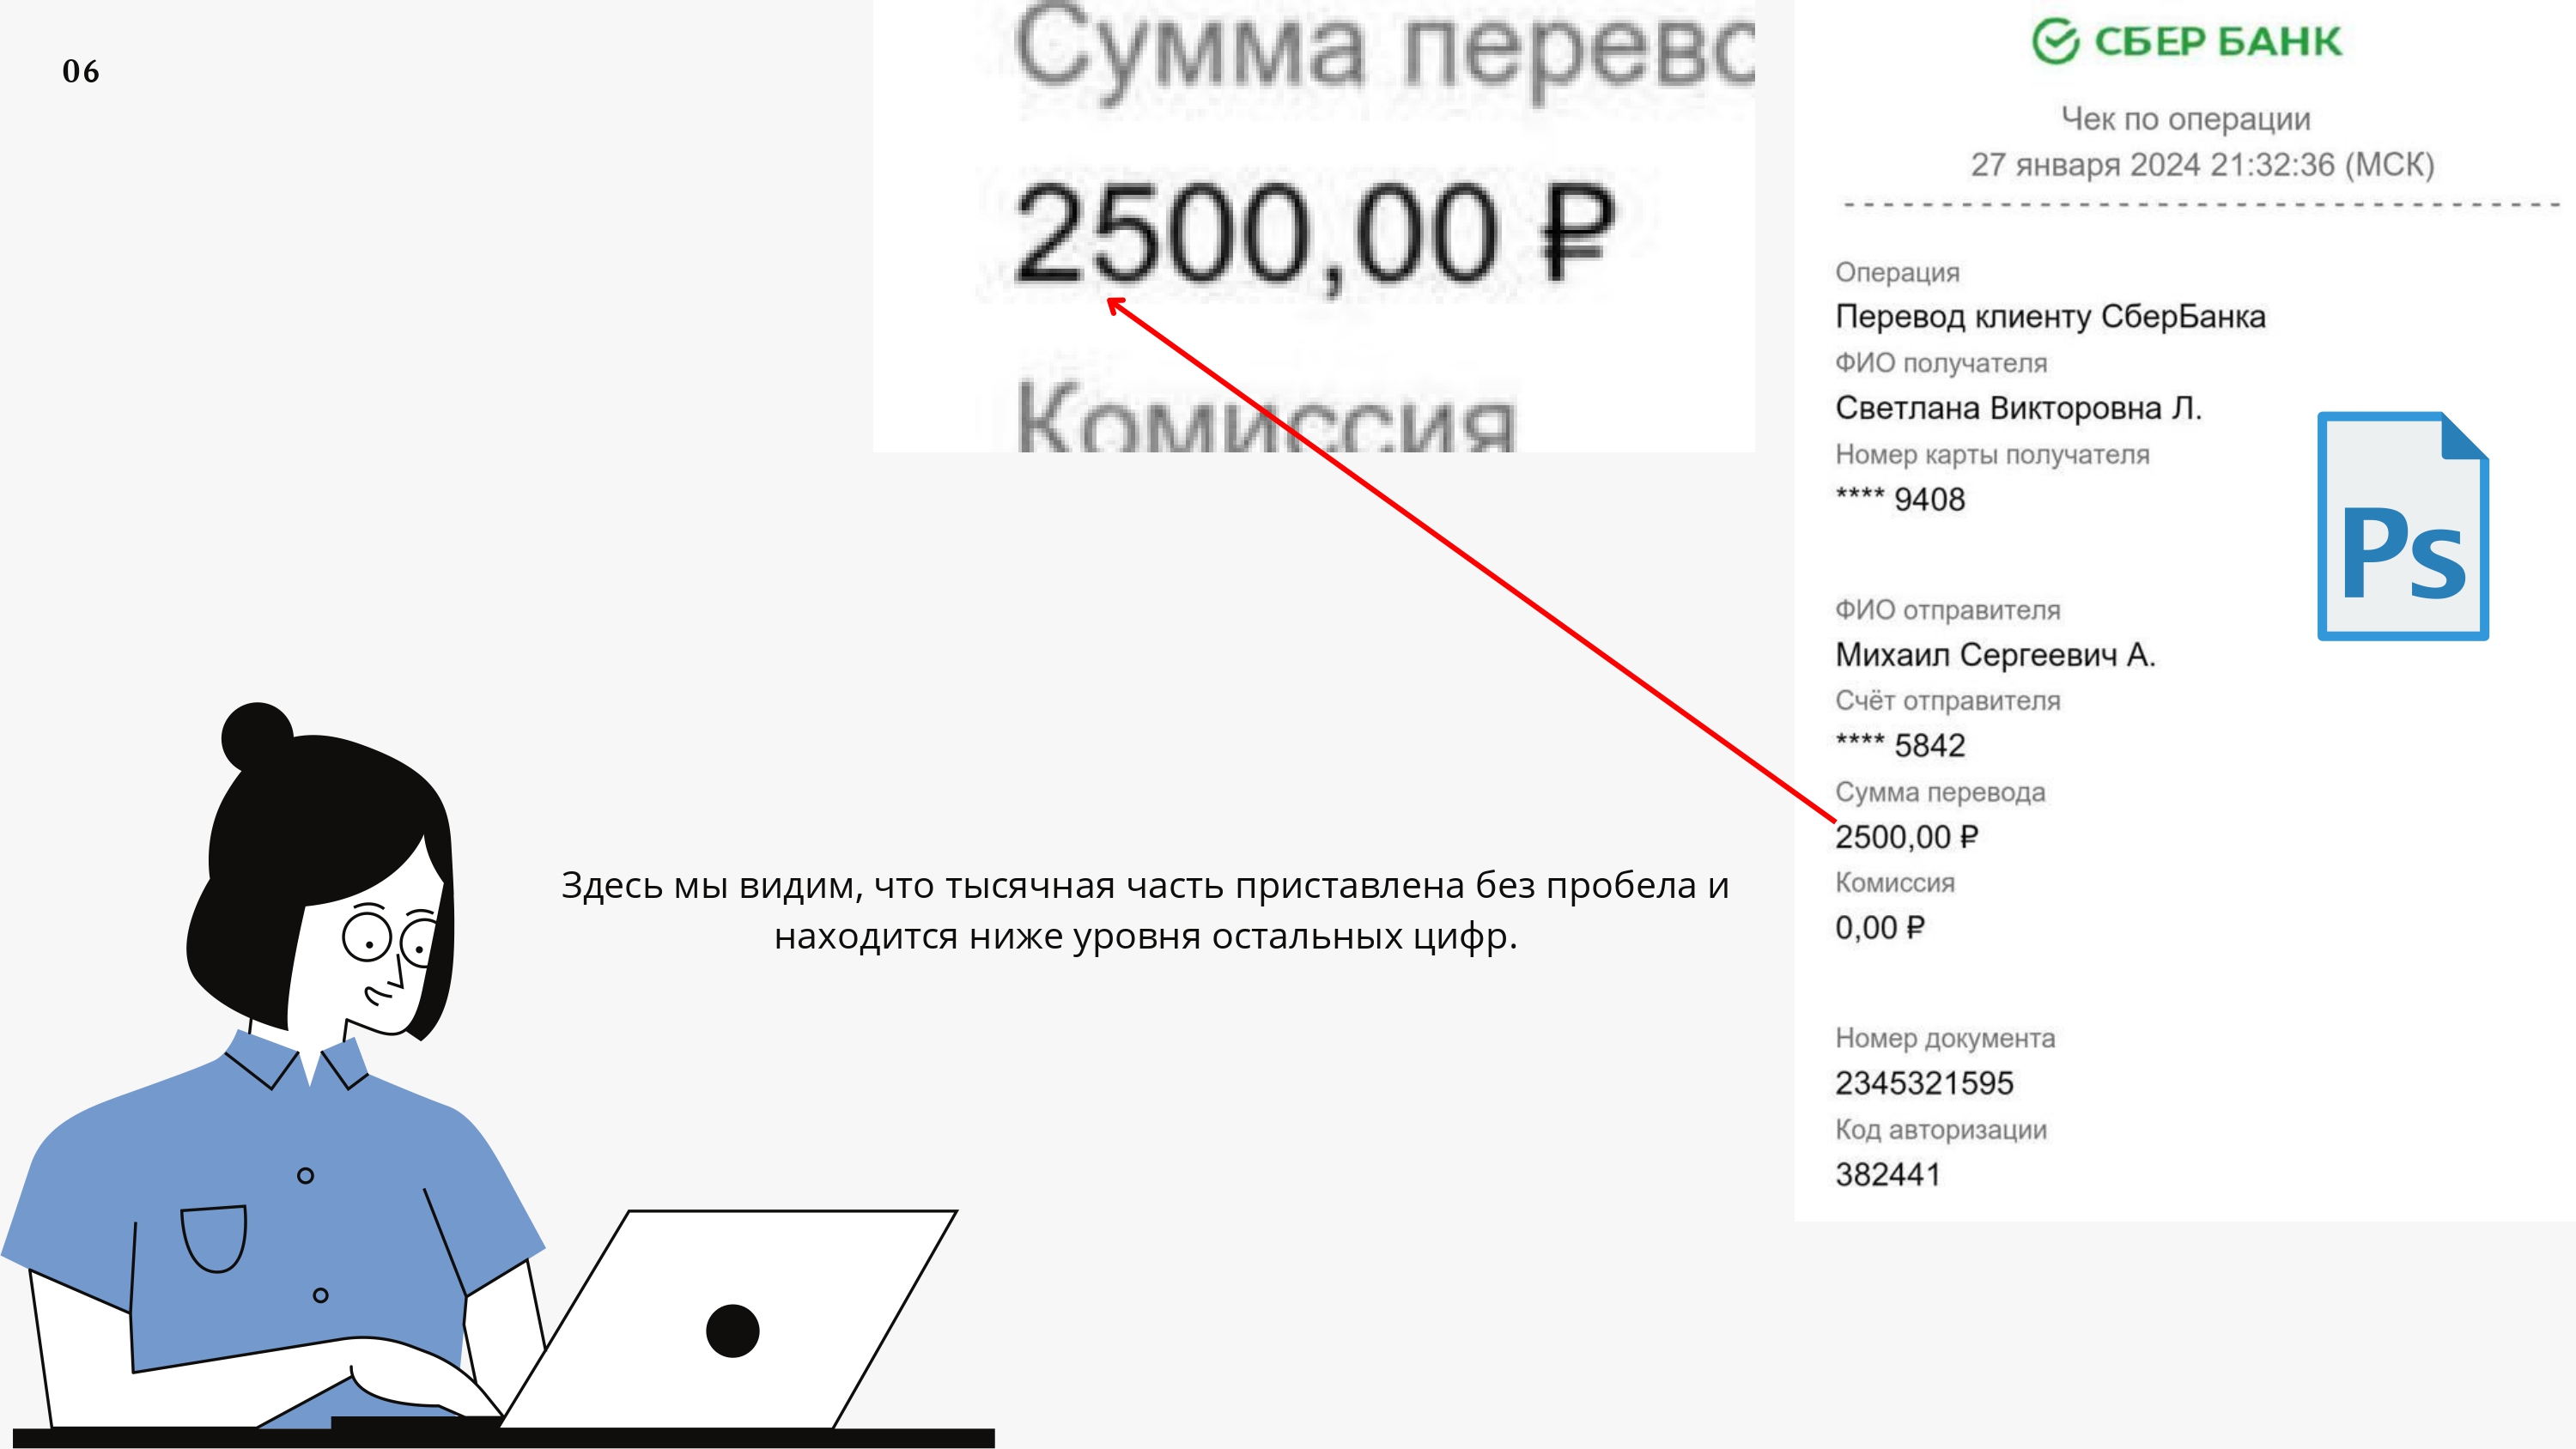 06
Сумма перево
2500,00 ₽
Комиссия
СБЕР БАНК
Чек по операции
27 января 2024 21:32:36 (МСК)
Операция
Перевод клиенту СберБанка
ФИО получателя
Светлана Викторовна Л.
Номер карты получателя
**** 9408
Ps
ФИО отправителя
Михаил Сергеевич А.
Счёт отправителя
**** 5842
Сумма перевода
2500,00 ₽
Комиссия
0,00 ₽
Номер документа
2345321595
Код авторизации
382441
Здесь мы видим, что тысячная часть приставлена без пробела и
находится ниже уровня остальных цифр.